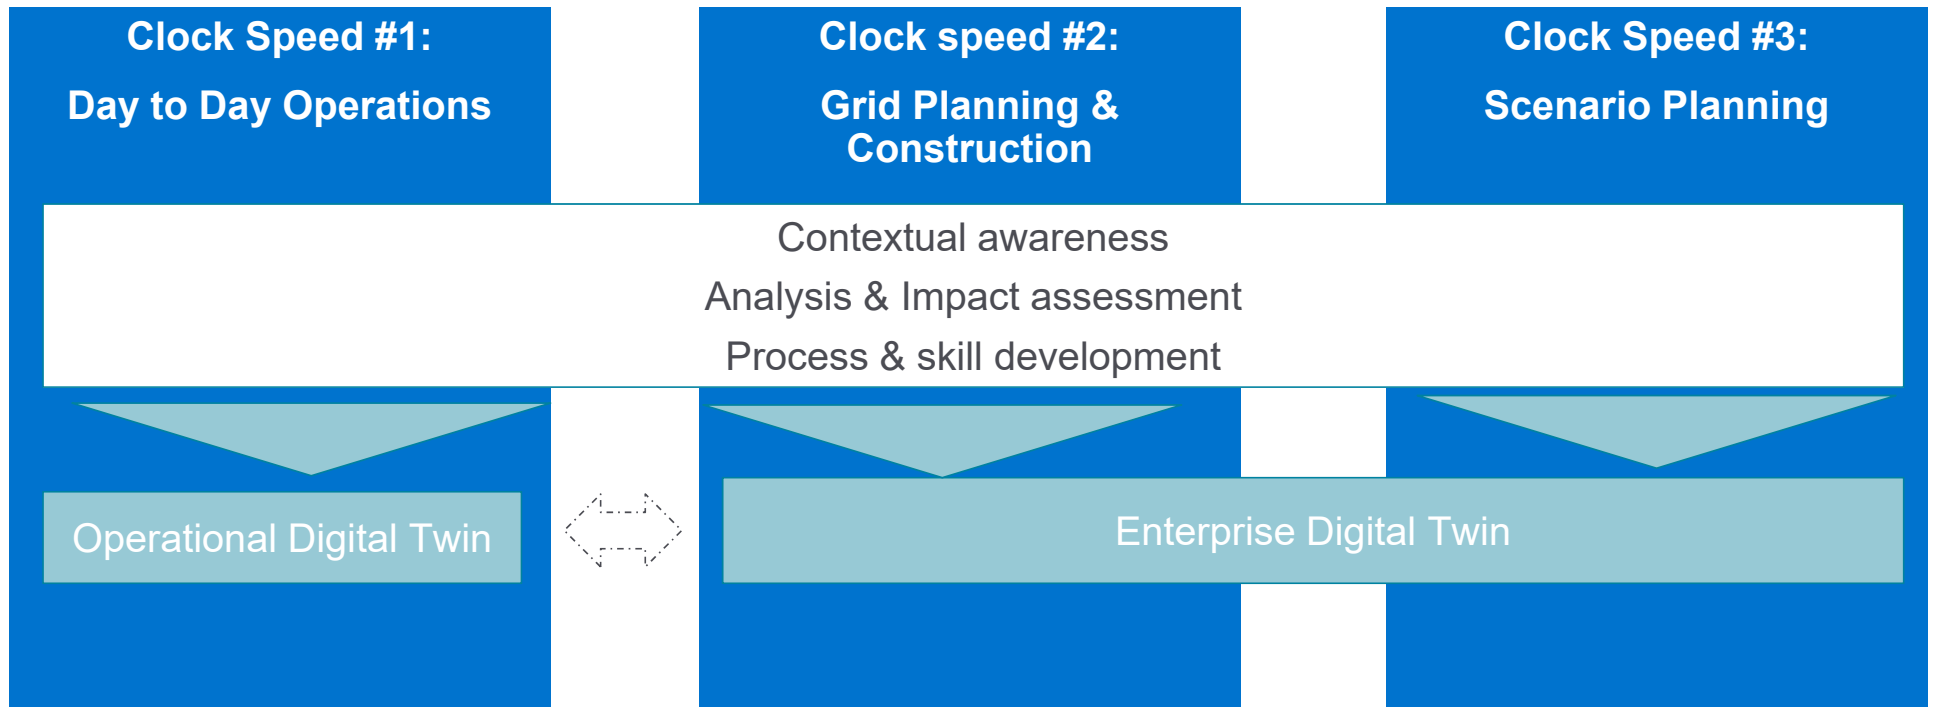 Clock Speed #1:
Day to Day Operations
Clock speed #2:
Grid Planning &
Construction
Clock Speed #3:
Scenario Planning
Contextual awareness
Analysis & Impact assessment
Process & skill development
Operational Digital Twin
Enterprise Digital Twin